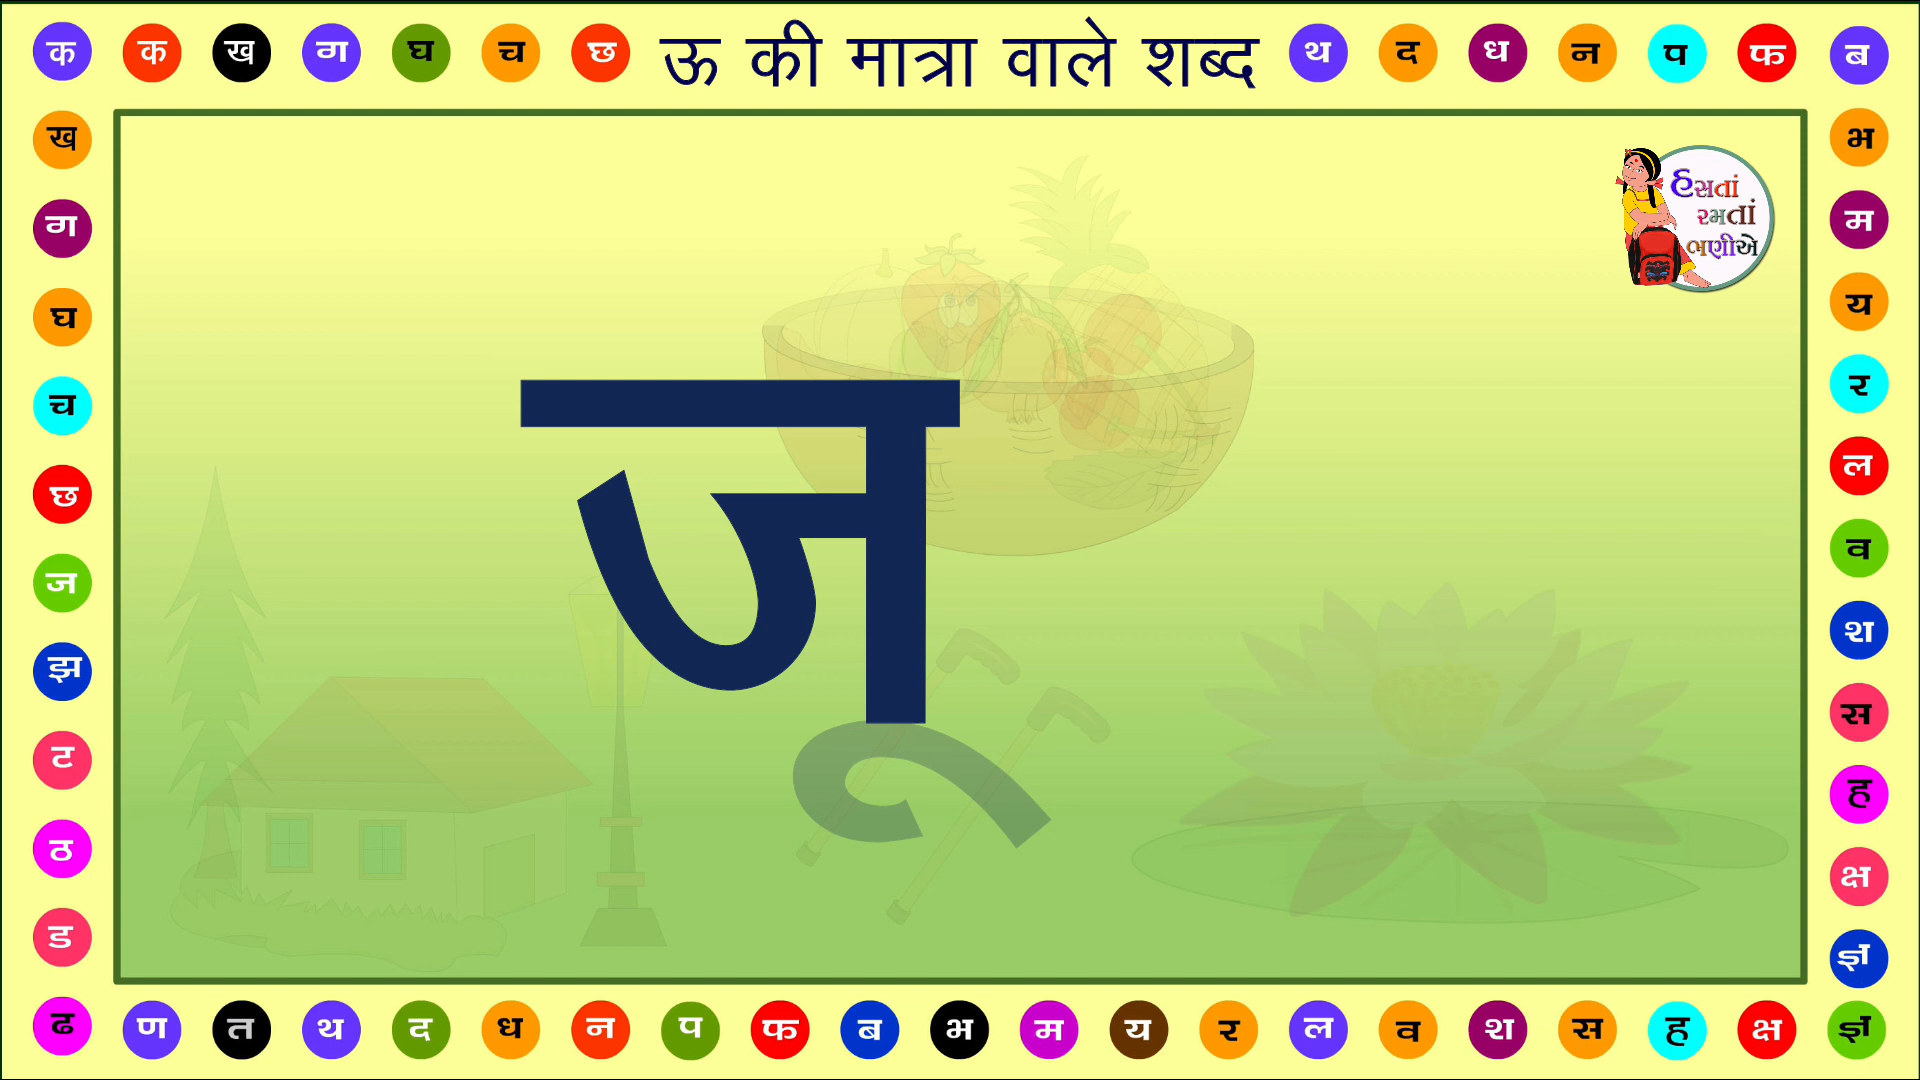 क क ख ग घ च छ ऊ की मात्रा वाले शब्द थ द ध न प फ ब
ख
ग
घ
च
छ
ज
झ
ट
ठ
ड
ढ
હસતાં
રમતાં
ભણીએ
जू
भ
म
य
र
ल
व
श
स
ह
क्ष
ज्ञ
ण त थ द ध न प फ ब भ म य र ल व श स ह क्ष ज्ञ